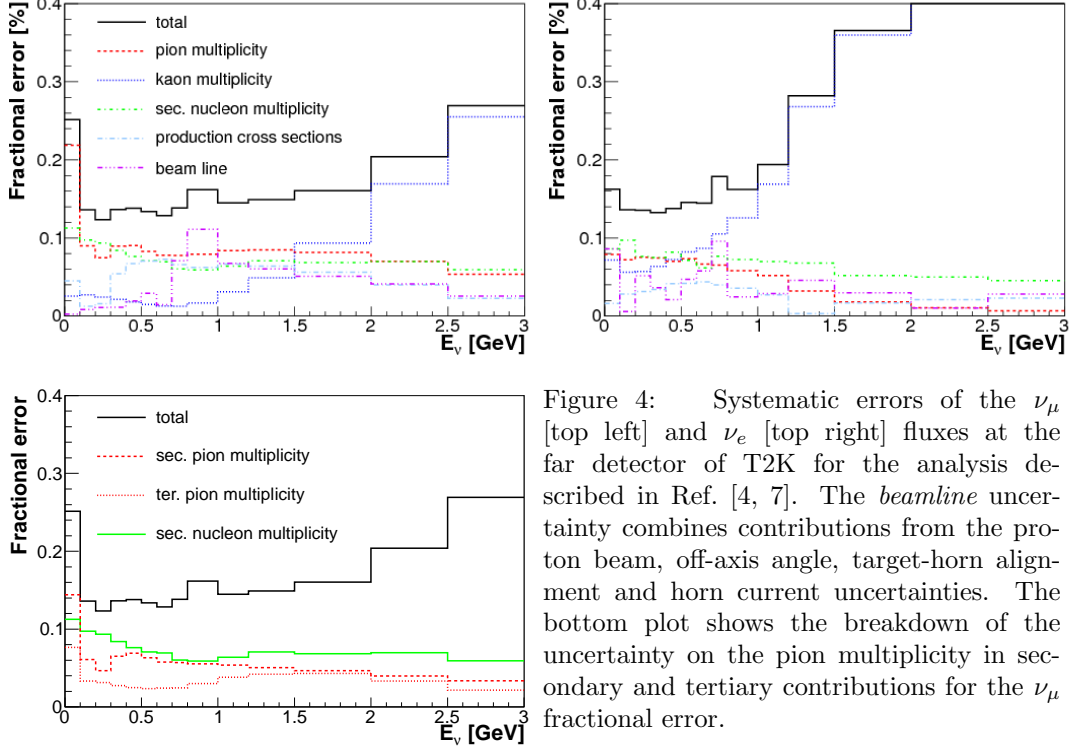 Fractional error [%]
0.4
0.3
0.2
0.1
0
total
pion multiplicity
kaon multiplicity
sec. nucleon multiplicity
production cross sections
beam line
0 0.5 1 1.5 2 2.5 3
E_ν [GeV]
Fractional error [%]
0.4
0.3
0.2
0.1
0
0 0.5 1 1.5 2 2.5 3
E_ν [GeV]
Fractional error
0.4
0.3
0.2
0.1
0
total
sec. pion multiplicity
ter. pion multiplicity
sec. nucleon multiplicity
0 0.5 1 1.5 2 2.5 3
E_ν [GeV]
Figure 4: Systematic errors of the ν_μ
[top left] and ν_e [top right] fluxes at the
far detector of T2K for the analysis de-
scribed in Ref. [4, 7]. The beamline uncer-
tainty combines contributions from the pro-
ton beam, off-axis angle, target-horn align-
ment and horn current uncertainties. The
bottom plot shows the breakdown of the
uncertainty on the pion multiplicity in sec-
ondary and tertiary contributions for the ν_μ
fractional error.